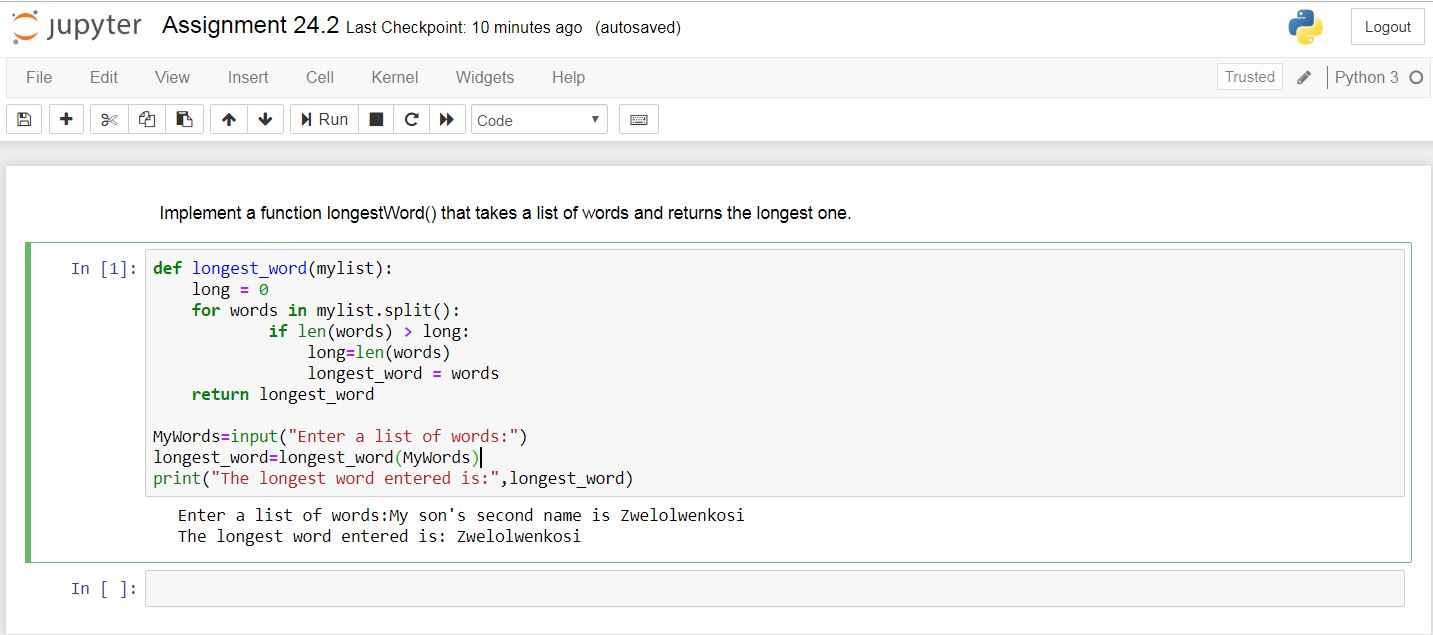 jupyter Assignment 24.2 Last Checkpoint: 10 minutes ago (autosaved) Logout
File Edit View Insert Cell Kernel Widgets Help Trusted Python 3
Run Code
Implement a function longestWord() that takes a list of words and returns the longest one.
In [1]: def longest_word(mylist):
    long = 0
    for words in mylist.split():
            if len(words) > long:
                long=len(words)
                longest_word = words
    return longest_word
MyWords=input("Enter a list of words:")
longest_word=longest_word(MyWords)
print("The longest word entered is:",longest_word)
Enter a list of words:My son's second name is Zwelolwenkosi
The longest word entered is: Zwelolwenkosi
In [ ]: